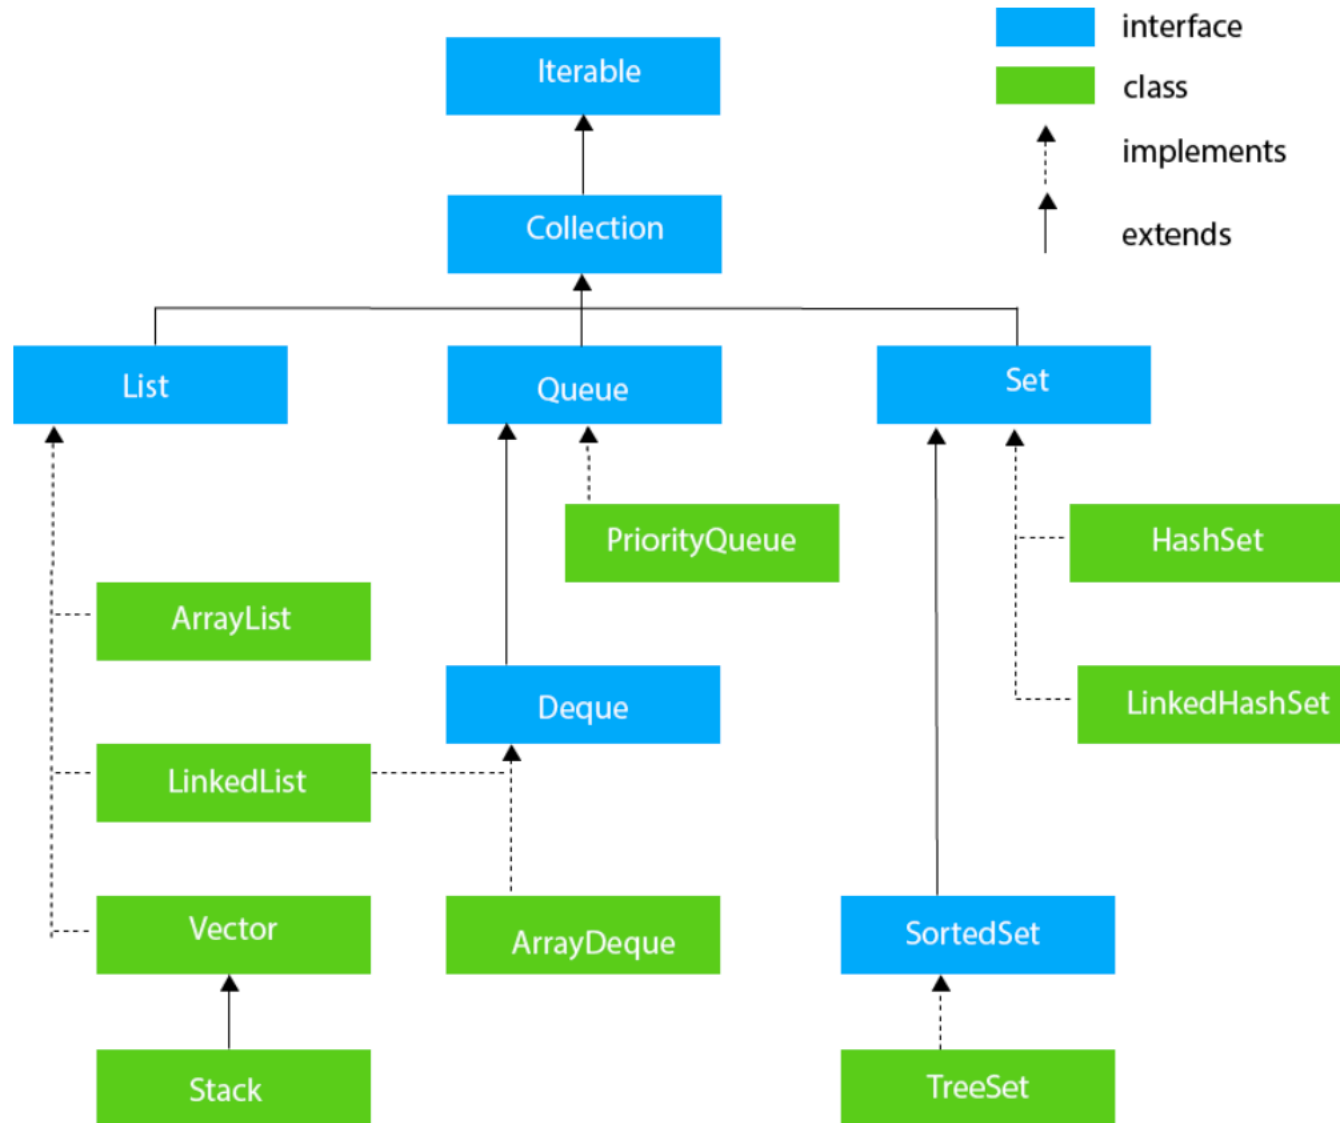 interface
Iterable
class
implements
Collection
extends
List
Queue
Set
PriorityQueue
HashSet
ArrayList
Deque
LinkedHashSet
LinkedList
Vector
ArrayDeque
SortedSet
Stack
TreeSet